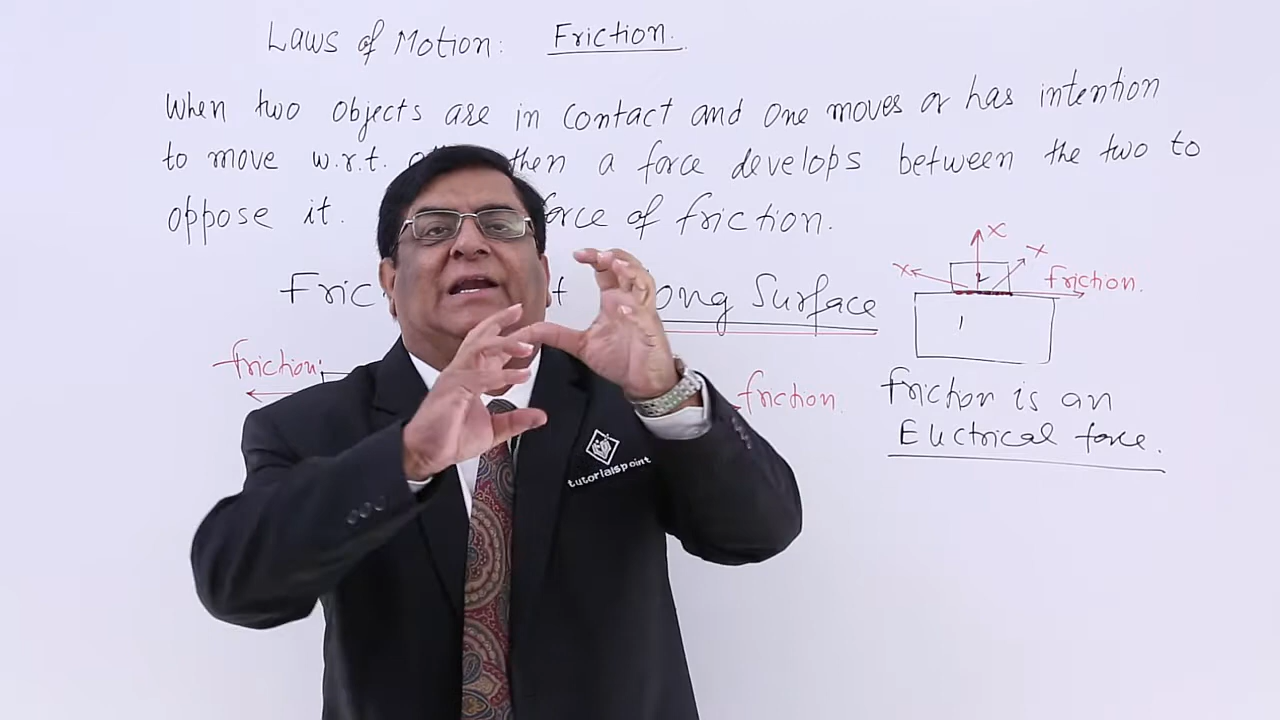 Laws of Motion: Friction.
When two objects are in contact and one moves or has intention
to move w.r.t. then a force develops between the two to
oppose it. force of friction.
Surface
x
x
x
2
friction.
1
friction:
friction.
Friction is an
Electrical force.
tutorialspoint